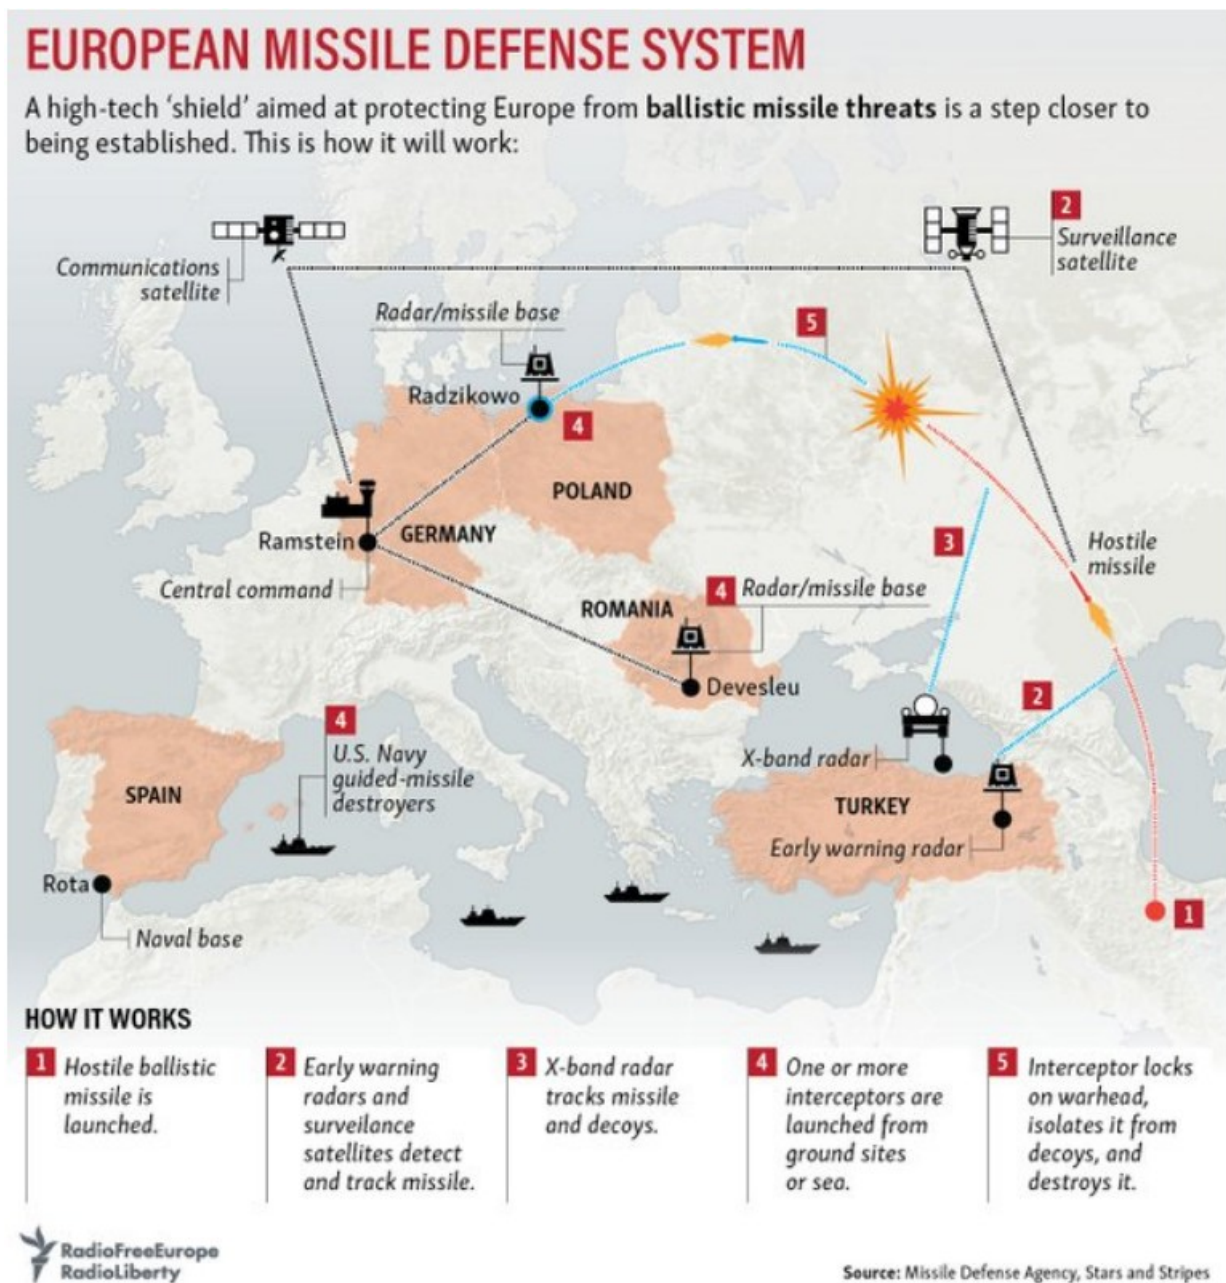 EUROPEAN MISSILE DEFENSE SYSTEM
A high-tech ‘shield’ aimed at protecting Europe from ballistic missile threats is a step closer to
being established. This is how it will work:
2
Surveillance
satellite
Communications
satellite
Radar/missile base
5
Radzikowo
4
POLAND
Ramstein
GERMANY
3
Hostile
missile
Central command
ROMANIA
4
Radar/missile base
Devesleu
2
4
U.S. Navy
guided-missile
destroyers
X-band radar
SPAIN
TURKEY
Early warning radar
Rota
1
Naval base
HOW IT WORKS
1
Hostile ballistic
missile is
launched.
2
Early warning
radars and
surveilance
satellites detect
and track missile.
3
X-band radar
tracks missile
and decoys.
4
One or more
interceptors are
launched from
ground sites
or sea.
5
Interceptor locks
on warhead,
isolates it from
decoys, and
destroys it.
RadioFreeEurope
RadioLiberty
Source: Missile Defense Agency, Stars and Stripes